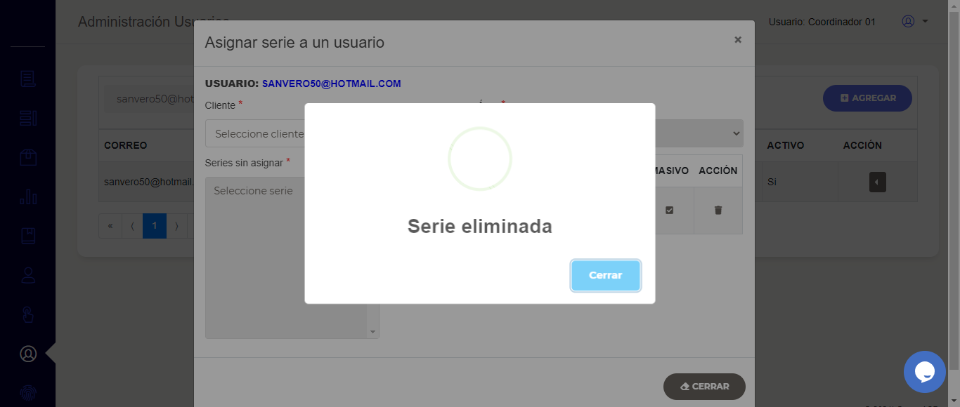 Administración Usuarios
Usuario: Coordinador 01
Asignar serie a un usuario
×
USUARIO: SANVERO50@HOTMAIL.COM
Cliente *
Seleccione cliente
sanvero50@hot
AGREGAR
CORREO
ACTIVO
ACCIÓN
Series sin asignar *
Seleccione serie
MASIVO
ACCIÓN
sanvero50@hotmail.
Sí
Serie eliminada
Cerrar
« ⟨ 1 ⟩
CERRAR